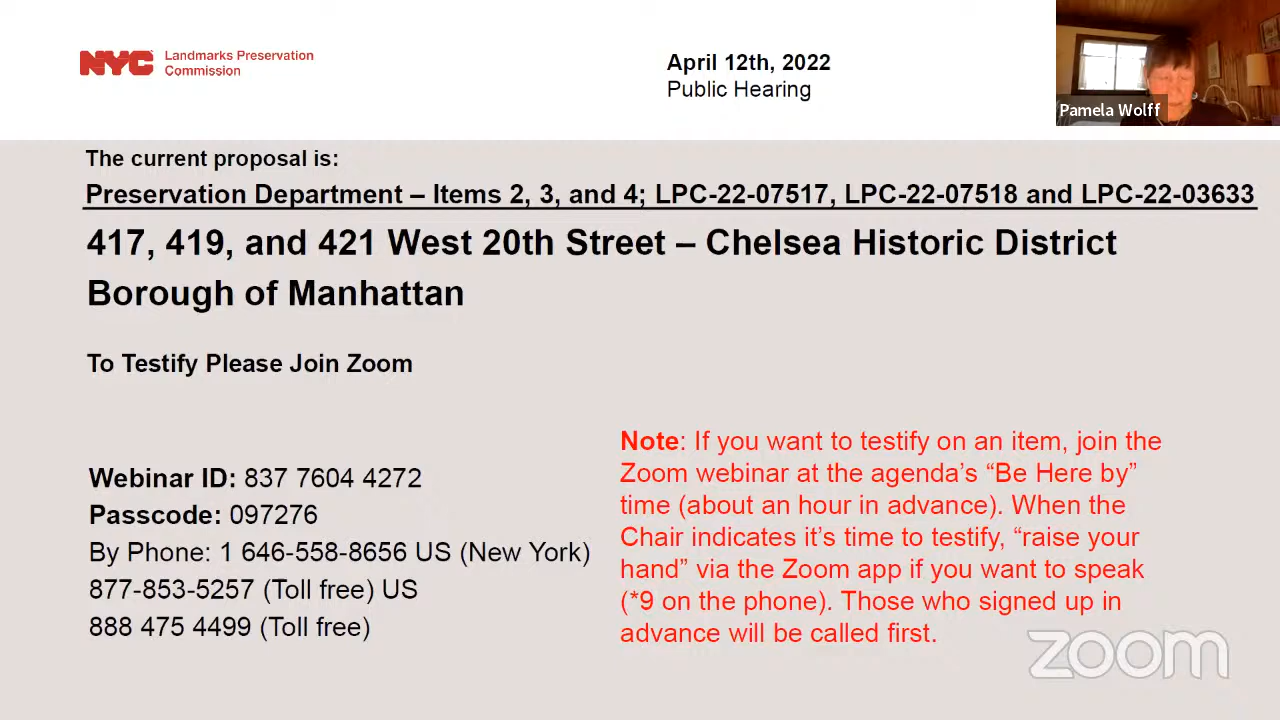 NYC Landmarks Preservation
Commission
April 12th, 2022
Public Hearing
Pamela Wolff
The current proposal is:
Preservation Department – Items 2, 3, and 4; LPC-22-07517, LPC-22-07518 and LPC-22-03633
417, 419, and 421 West 20th Street – Chelsea Historic District
Borough of Manhattan
To Testify Please Join Zoom
Webinar ID: 837 7604 4272
Passcode: 097276
By Phone: 1 646-558-8656 US (New York)
877-853-5257 (Toll free) US
888 475 4499 (Toll free)
Note: If you want to testify on an item, join the
Zoom webinar at the agenda’s “Be Here by”
time (about an hour in advance). When the
Chair indicates it’s time to testify, “raise your
hand” via the Zoom app if you want to speak
(*9 on the phone). Those who signed up in
advance will be called first.
zoom